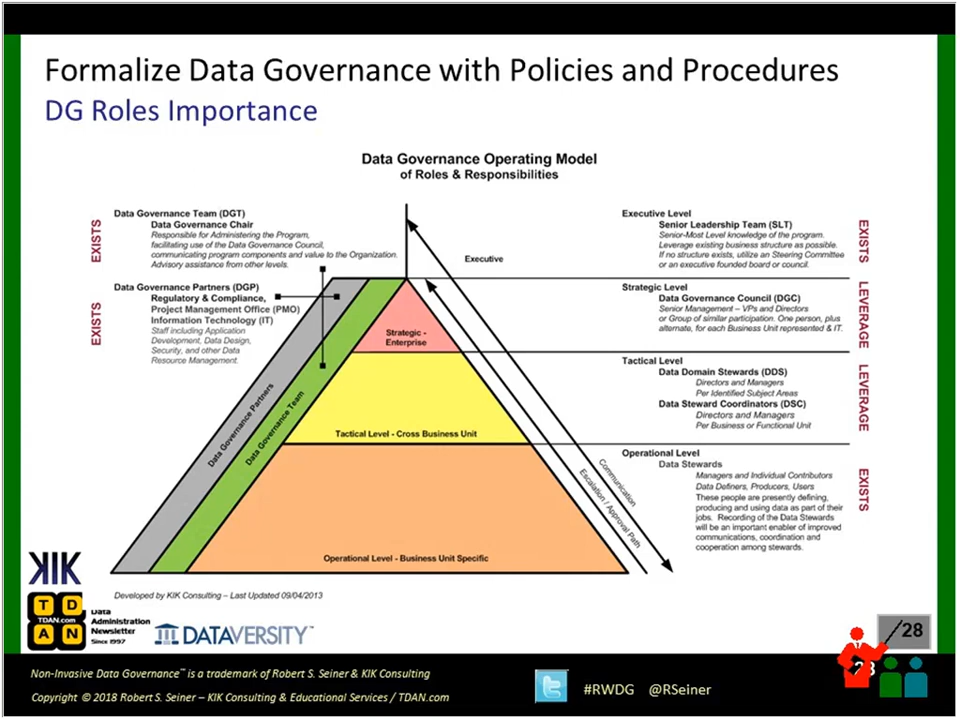 Formalize Data Governance with Policies and Procedures
DG Roles Importance
Data Governance Operating Model
of Roles & Responsibilities
EXISTS
Data Governance Team (DGT)
Data Governance Chair
Responsible for Administering the Program,
facilitating use of the Data Governance Council,
communicating program components and value to the Organization.
Advisory assistance from other levels.
EXISTS
Data Governance Partners (DGP)
Regulatory & Compliance,
Project Management Office (PMO)
Information Technology (IT)
Staff including Application
Development, Data Design,
Security, and other Data
Resource Management.
Executive
Executive Level
Senior Leadership Team (SLT)
Senior-Most Level knowledge of the program.
Leverage existing business structure as possible.
If no structure exists, utilize an Steering Committee
or an executive founded board or council.
EXISTS
Strategic Level
Data Governance Council (DGC)
Senior Management – VPs and Directors
or Group of similar participation. One person, plus
alternate, for each Business Unit represented & IT.
LEVERAGE
Tactical Level
Data Domain Stewards (DDS)
Directors and Managers
Per Identified Subject Areas
Data Steward Coordinators (DSC)
Directors and Managers
Per Business or Functional Unit
LEVERAGE
Operational Level
Data Stewards
Managers and Individual Contributors
Data Definers, Producers, Users
These people are presently defining,
producing and using data as part of their
jobs. Recording of the Data Stewards
will be an important enabler of improved
communications, coordination and
cooperation among stewards.
EXISTS
Strategic -
Enterprise
Tactical Level - Cross Business Unit
Operational Level - Business Unit Specific
Data Governance Partners
Data Governance Team
Communication
Escalation / Approval Path
Developed by KIK Consulting – Last Updated 09/04/2013
KIK
T D
TDAN.com
A N
Data
Administration
Newsletter
Since 1997
DATAVERSITY™
28
28
Non-Invasive Data Governance™ is a trademark of Robert S. Seiner & KIK Consulting
Copyright © 2018 Robert S. Seiner – KIK Consulting & Educational Services / TDAN.com
#RWDG @RSeiner